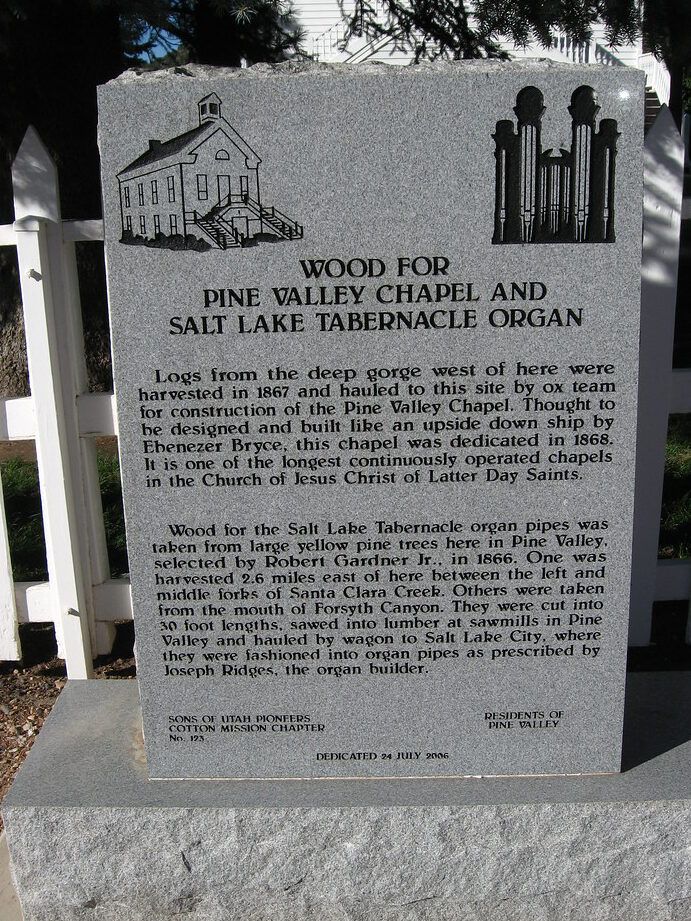 WOOD FOR
PINE VALLEY CHAPEL AND
SALT LAKE TABERNACLE ORGAN
Logs from the deep gorge west of here were
harvested in 1867 and hauled to this site by ox team
for construction of the Pine Valley Chapel. Thought to
be designed and built like an upside down ship by
Ebenezer Bryce, this chapel was dedicated in 1868.
It is one of the longest continuously operated chapels
in the Church of Jesus Christ of Latter Day Saints.
Wood for the Salt Lake Tabernacle organ pipes was
taken from large yellow pine trees here in Pine Valley,
selected by Robert Gardner Jr., in 1866. One was
harvested 2.6 miles east of here between the left and
middle forks of Santa Clara Creek. Others were taken
from the mouth of Forsyth Canyon. They were cut into
30 foot lengths, sawed into lumber at sawmills in Pine
Valley and hauled by wagon to Salt Lake City, where
they were fashioned into organ pipes as prescribed by
Joseph Ridges, the organ builder.
SONS OF UTAH PIONEERS
COTTON MISSION CHAPTER
No. 123
RESIDENTS OF
PINE VALLEY
DEDICATED 24 JULY 2006